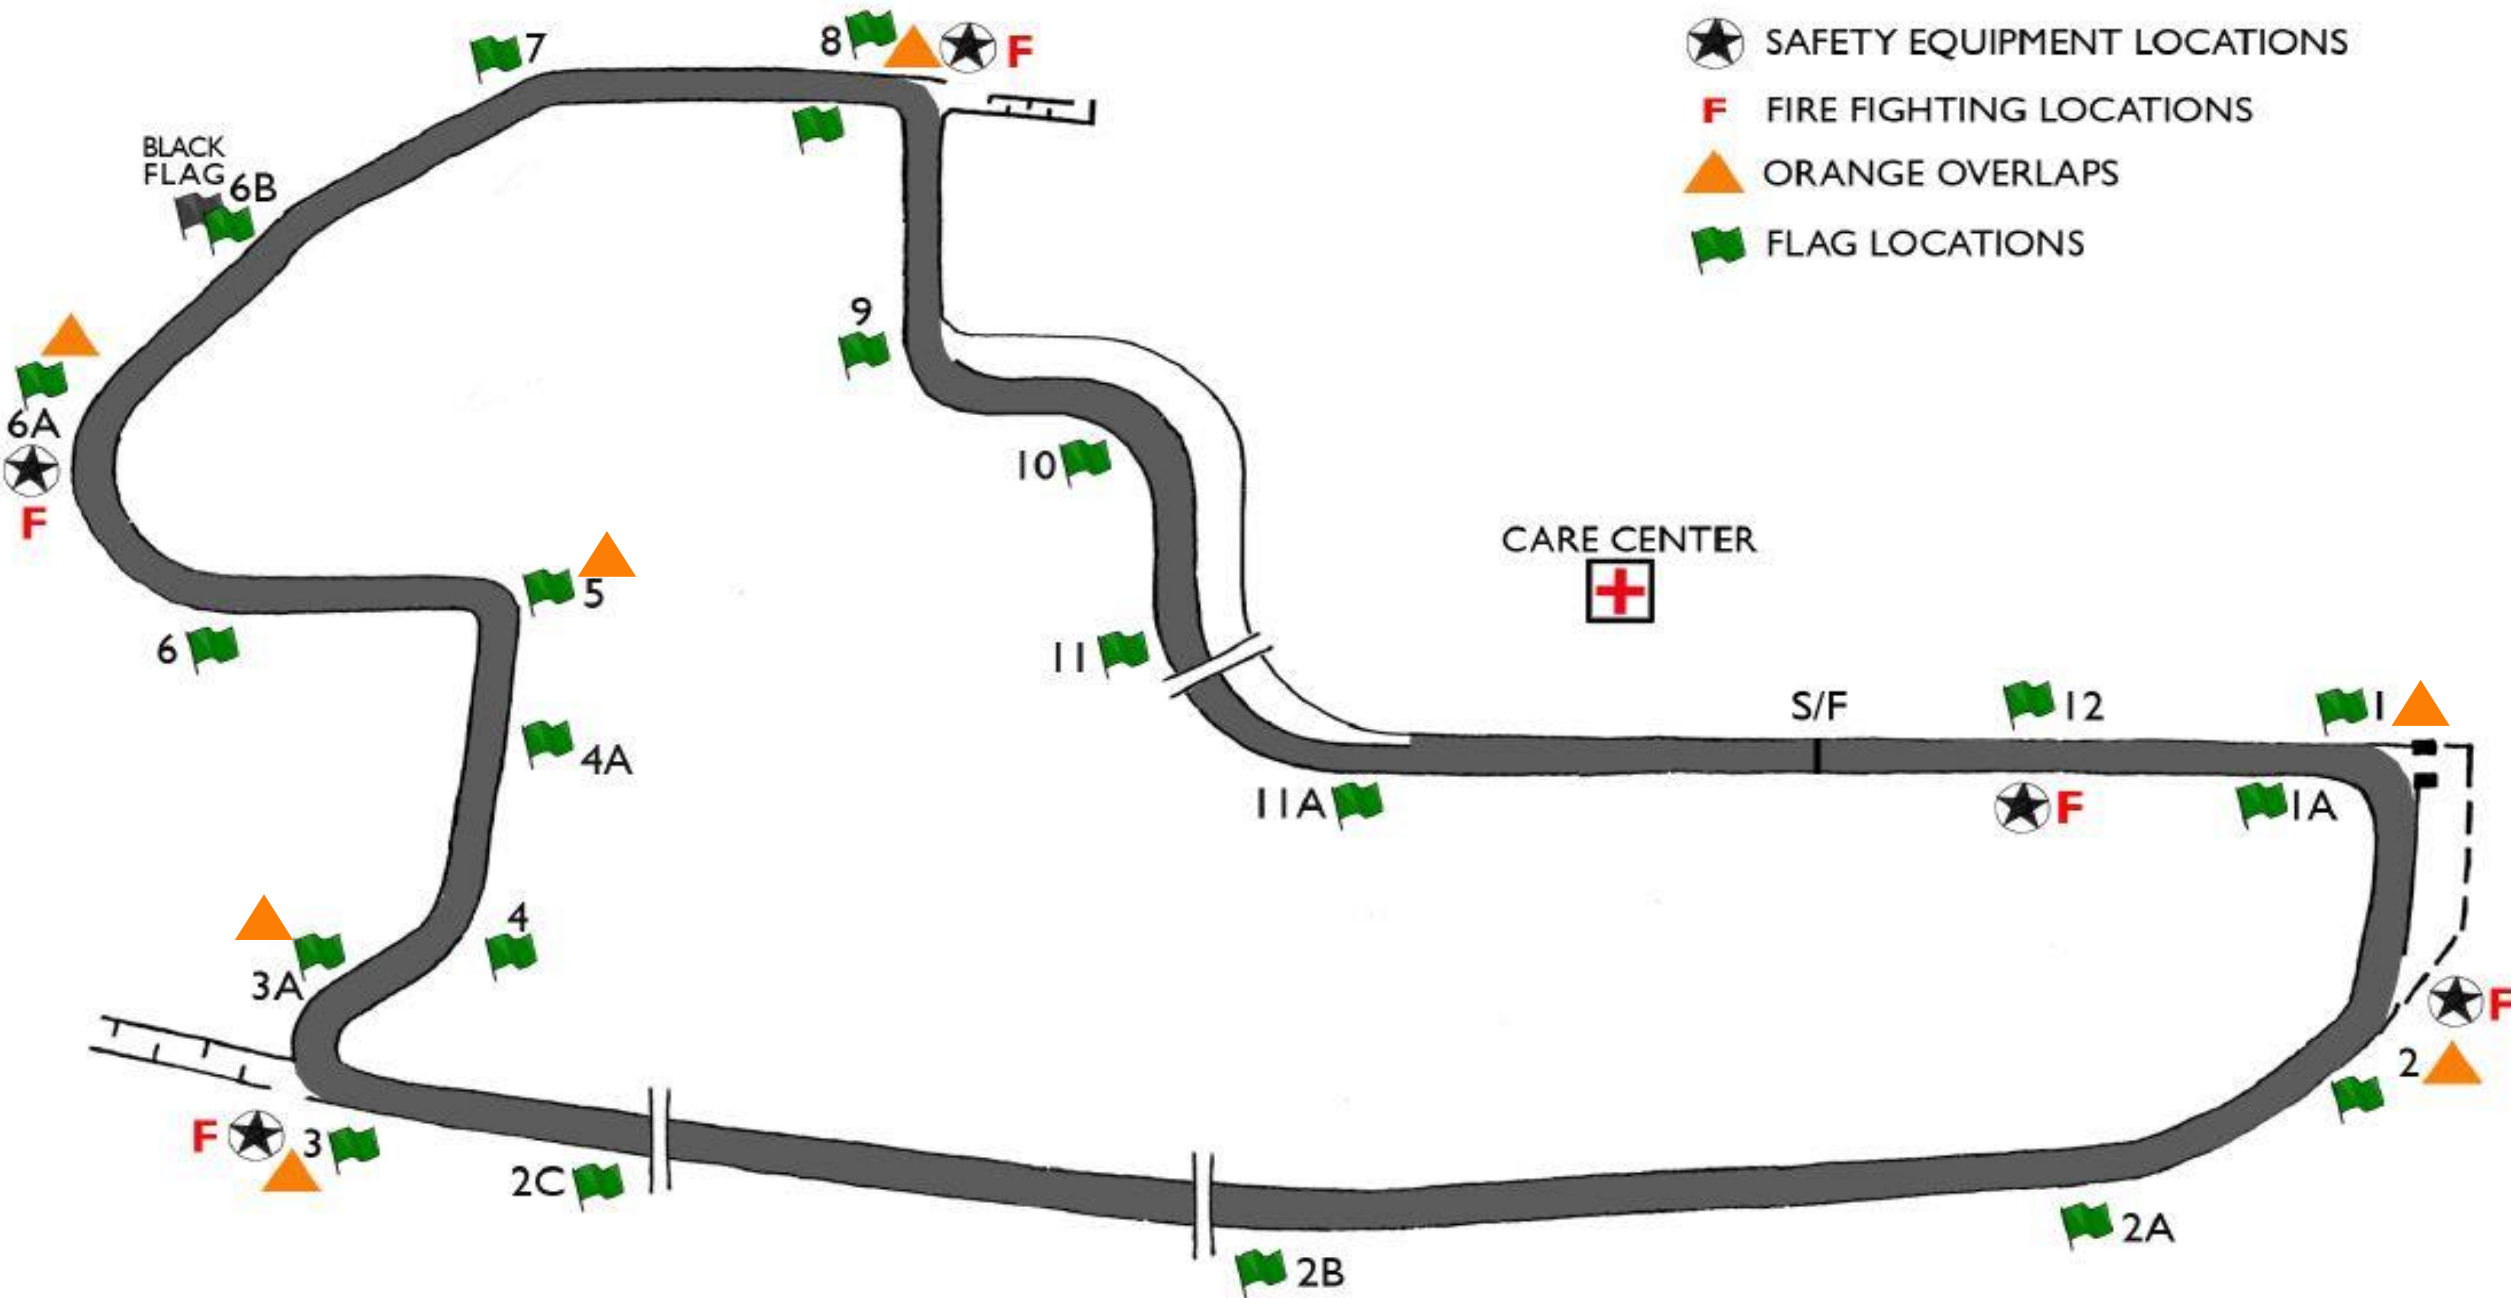 7
8
F
SAFETY EQUIPMENT LOCATIONS
F FIRE FIGHTING LOCATIONS
ORANGE OVERLAPS
FLAG LOCATIONS
BLACK
FLAG
6B
9
6A
F
10
CARE CENTER
5
6
11
S/F
12
1
4A
11A
F
1A
4
3A
F
2
F
3
2C
2A
2B